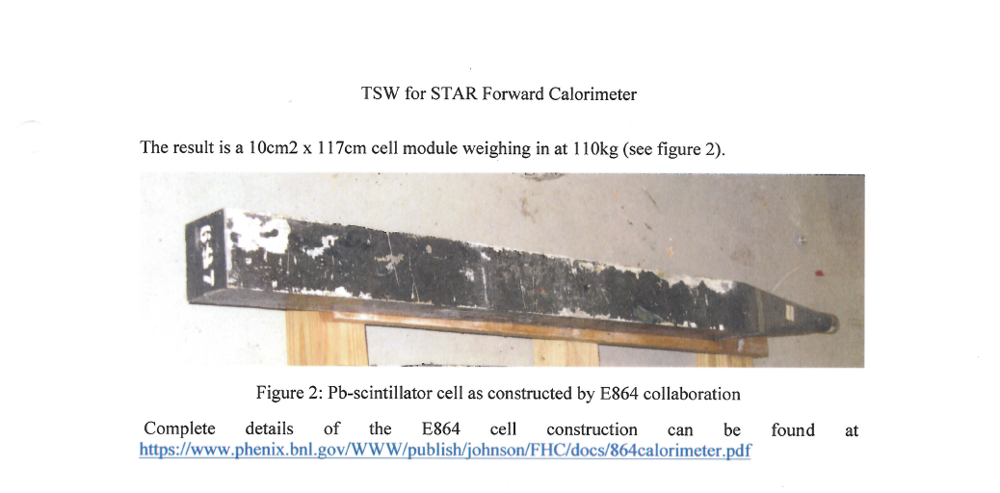 TSW for STAR Forward Calorimeter
The result is a 10cm2 x 117cm cell module weighing in at 110kg (see figure 2).
Figure 2: Pb-scintillator cell as constructed by E864 collaboration
Complete details of the E864 cell construction can be found at
https://www.phenix.bnl.gov/WWW/publish/johnson/FHC/docs/864calorimeter.pdf